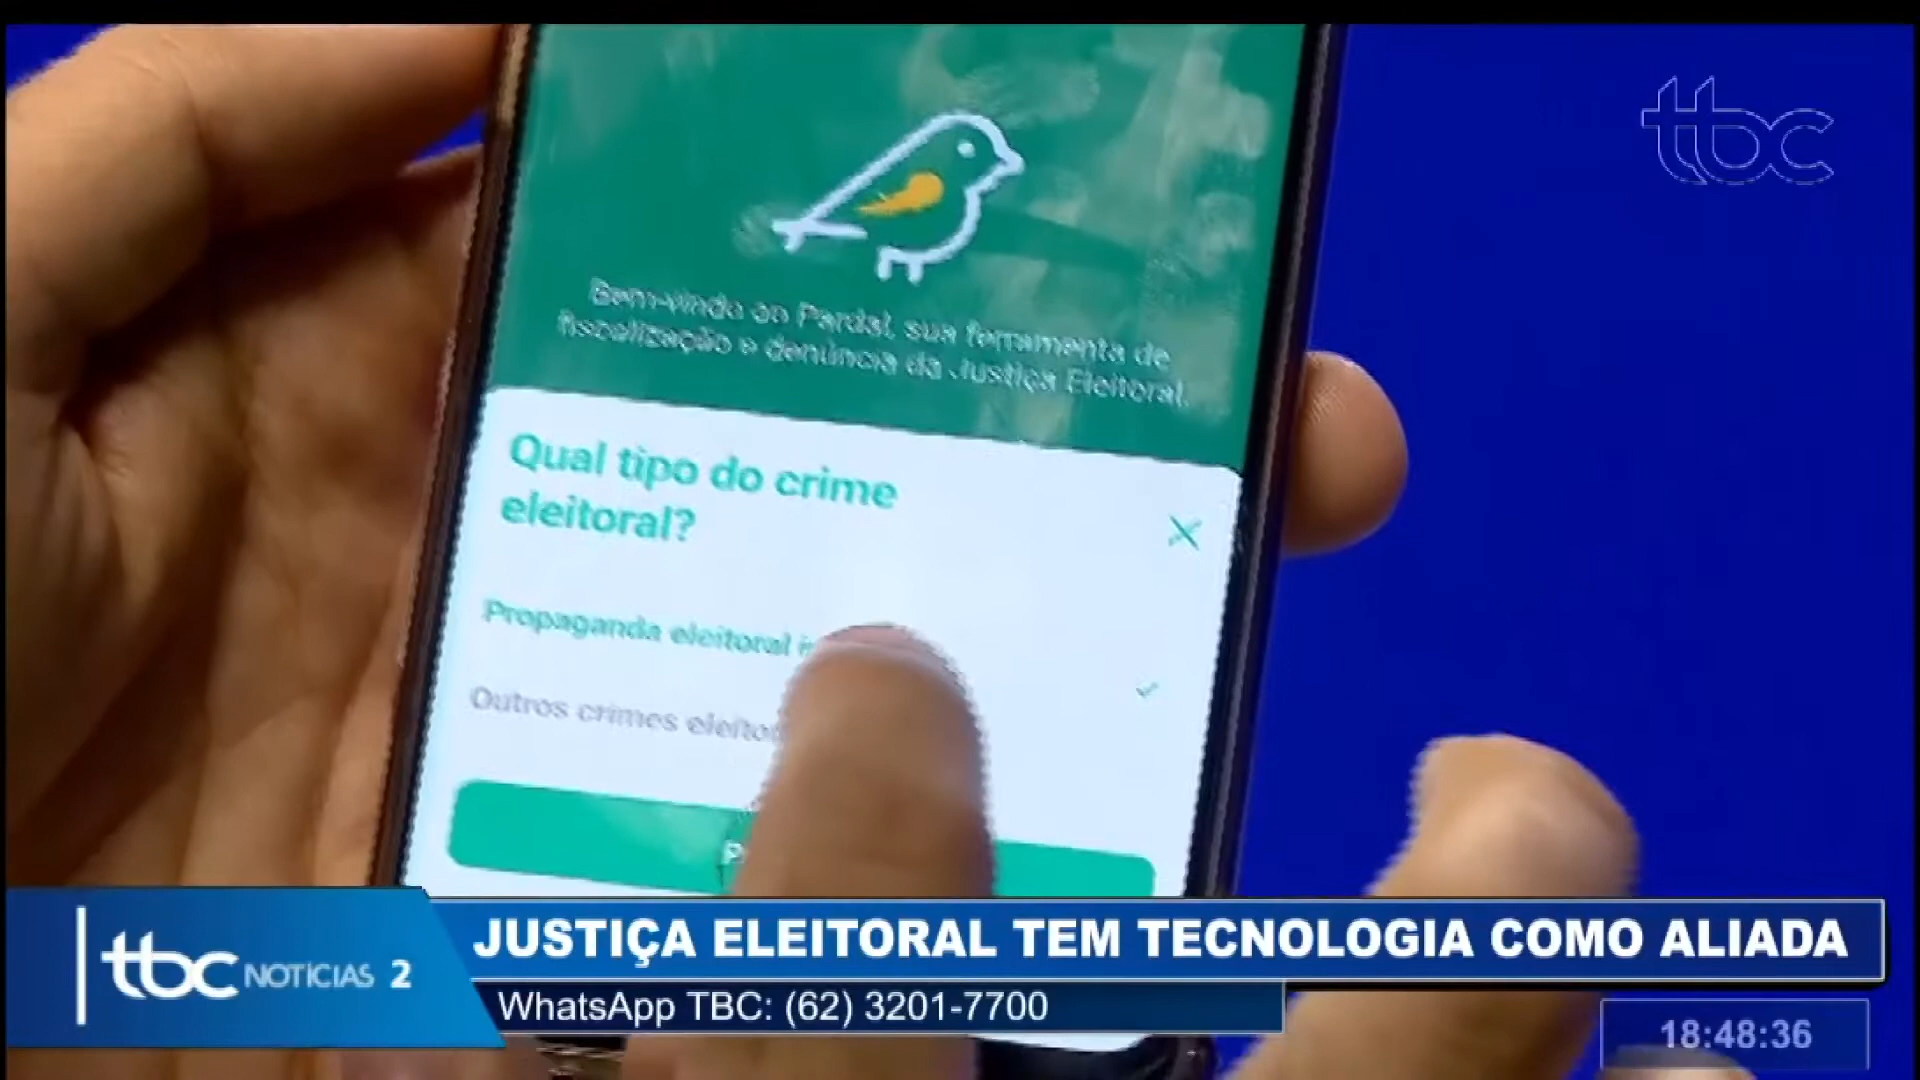 tbc
Bem-vindo ao Pardal, sua ferramenta de
fiscalização e denúncia da Justiça Eleitoral.
Qual tipo do crime
eleitoral?
Propaganda eleitoral
Outros crimes
JUSTIÇA ELEITORAL TEM TECNOLOGIA COMO ALIADA
tbc NOTÍCIAS 2
WhatsApp TBC: (62) 3201-7700
18:48:36